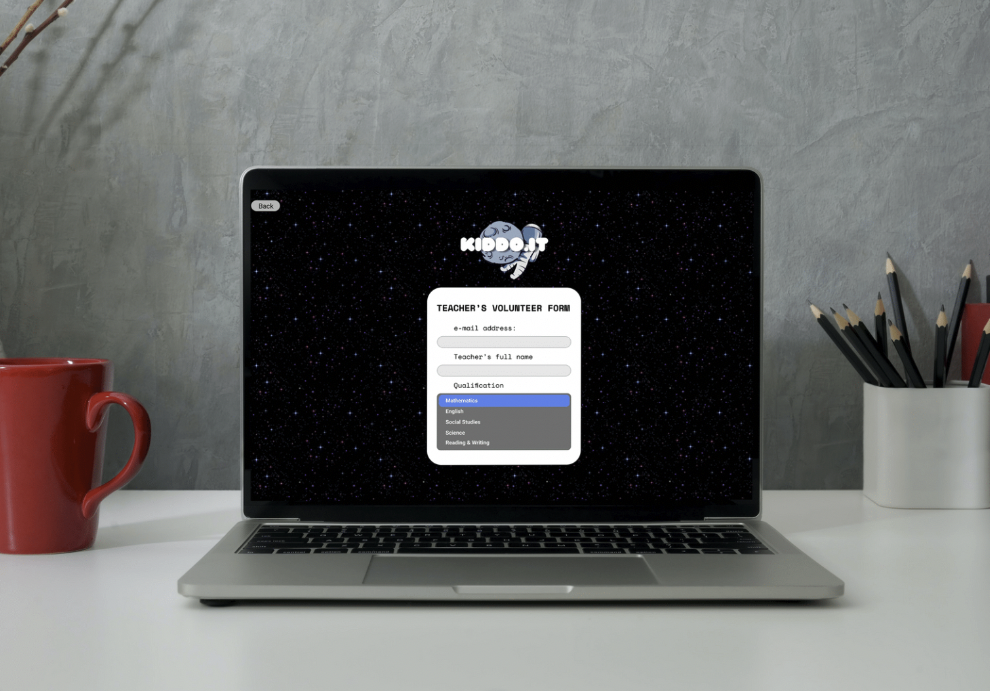 Back
KIDDO.IT
TEACHER'S VOLUNTEER FORM
e-mail address:
Teacher's full name
Qualification
Mathematics
English
Social Studies
Science
Reading & Writing